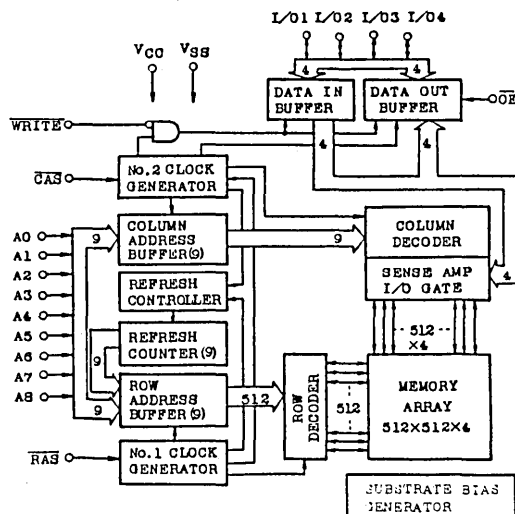 I/O1 I/O2 I/O3 I/O4
VCC
VSS
4
4
DATA IN
BUFFER
DATA OUT
BUFFER
OE
WRITE
4
4
CAS
No.2 CLOCK
GENERATOR
A0
A1
A2
A3
A4
A5
A6
A7
A8
9
COLUMN
ADDRESS
BUFFER(9)
9
COLUMN
DECODER
REFRESH
CONTROLLER
SENSE AMP
I/O GATE
4
512
×4
9
REFRESH
COUNTER(9)
9
ROW
ADDRESS
BUFFER(9)
512
ROW
DECODER
512
MEMORY
ARRAY
512×512×4
RAS
No.1 CLOCK
GENERATOR
SUBSTRATE BIAS
GENERATOR